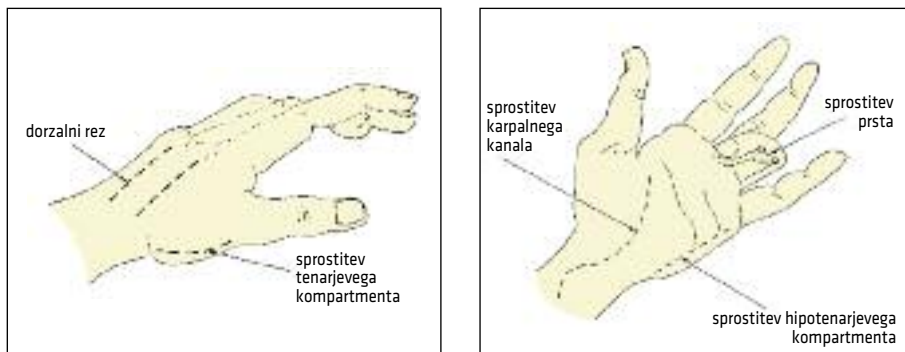 dorzalni rez
sprostitev
tenarjevega
kompartmenta
sprostitev
karpalnega
kanala
sprostitev
prsta
sprostitev hipotenarjevega
kompartmenta